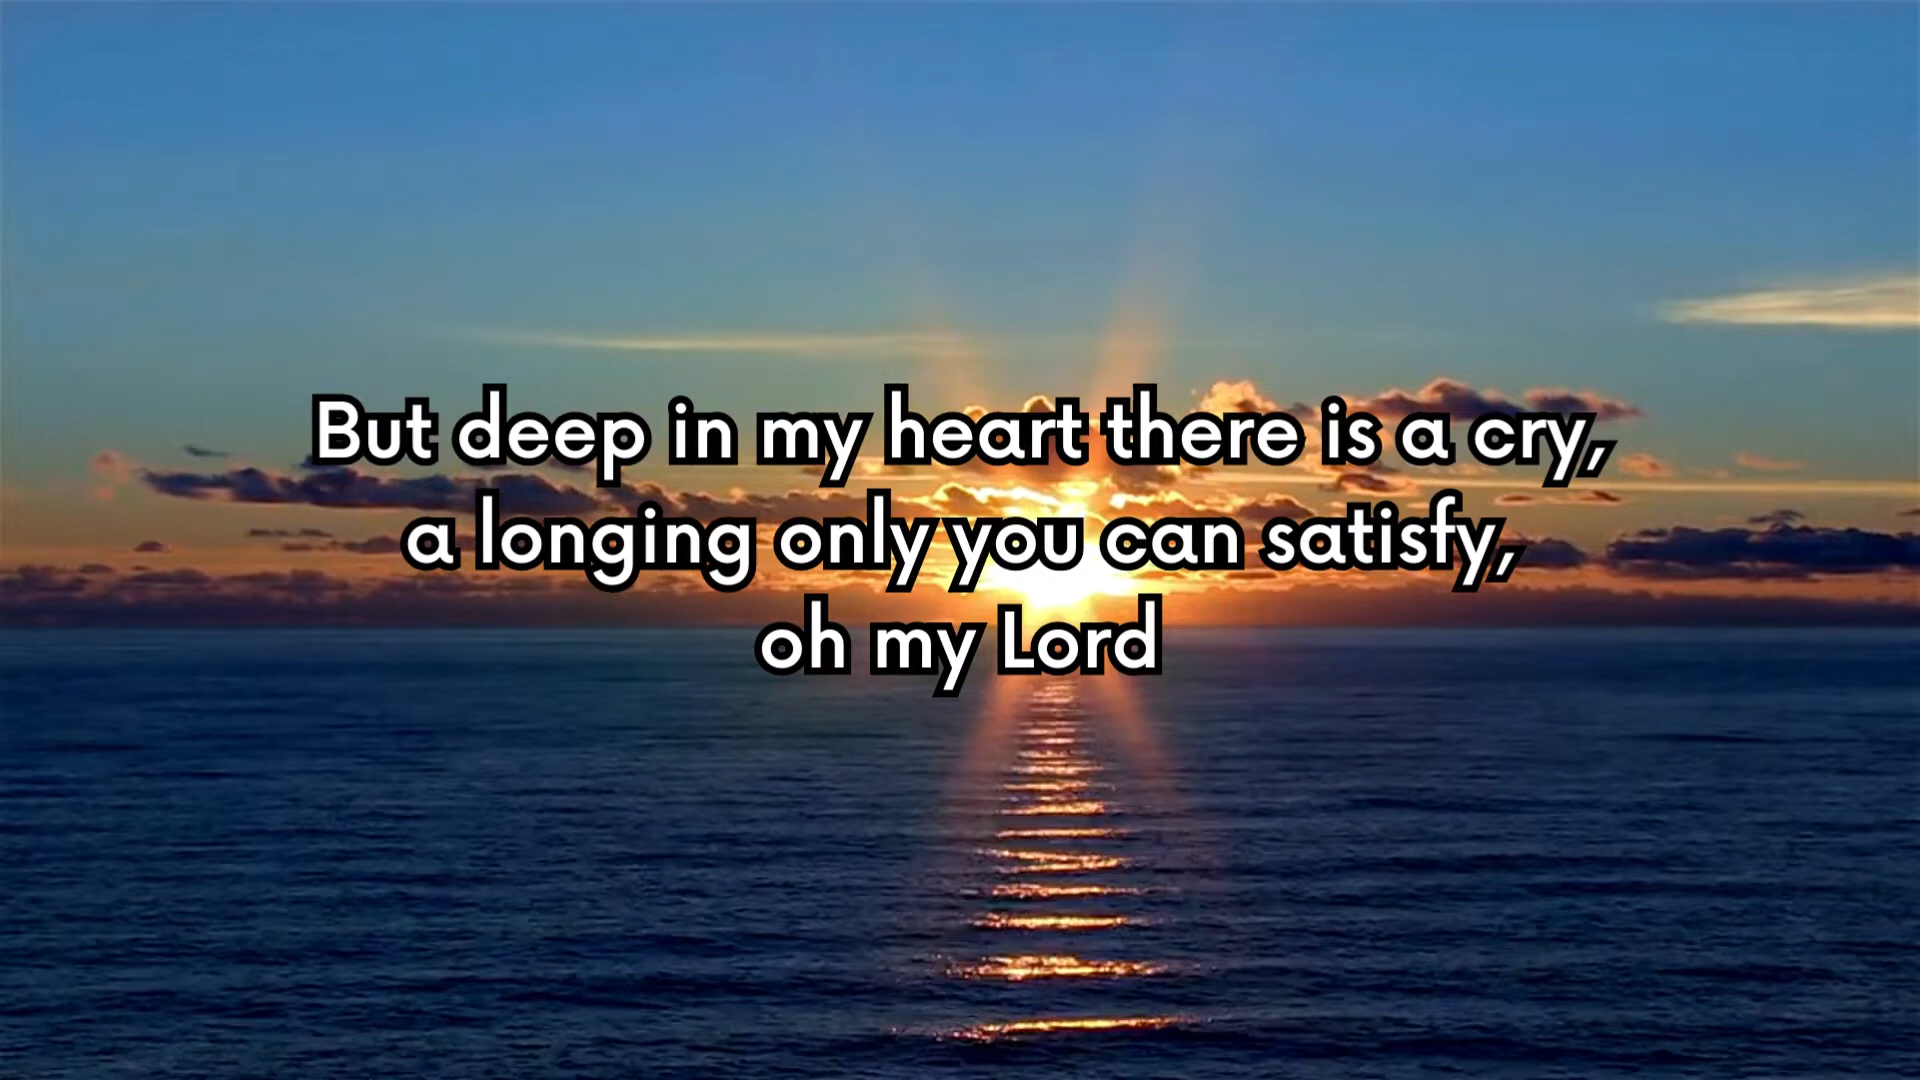 But deep in my heart there is a cry,
a longing only you can satisfy,
oh my Lord